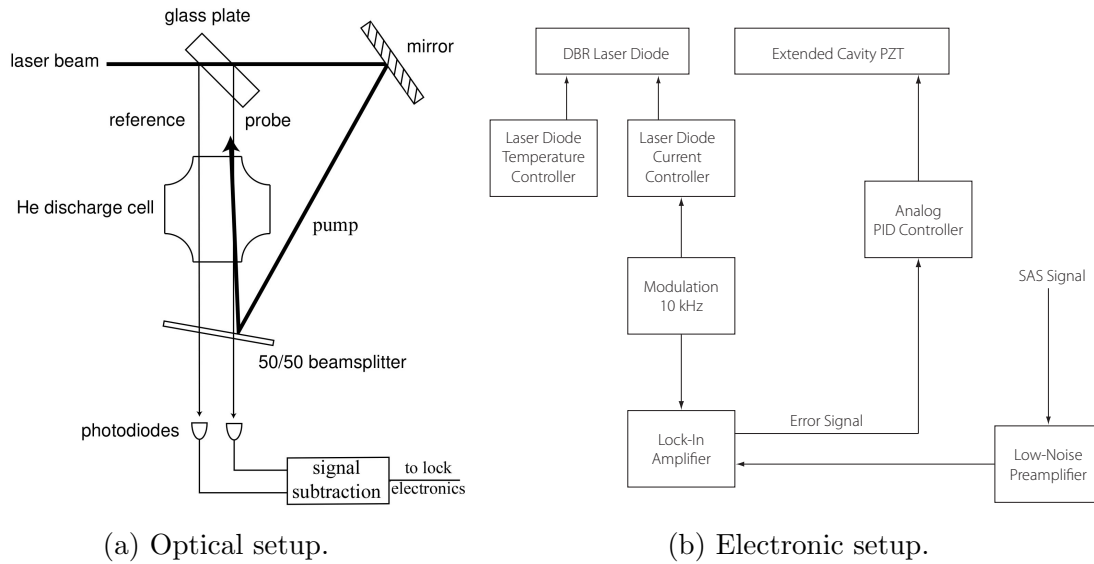 glass plate
mirror
laser beam
reference
probe
He discharge cell
pump
50/50 beamsplitter
photodiodes
signal
subtraction
to lock
electronics
(a) Optical setup.
DBR Laser Diode
Extended Cavity PZT
Laser Diode
Temperature
Controller
Laser Diode
Current
Controller
Analog
PID Controller
Modulation
10 kHz
SAS Signal
Error Signal
Lock-In
Amplifier
Low-Noise
Preamplifier
(b) Electronic setup.